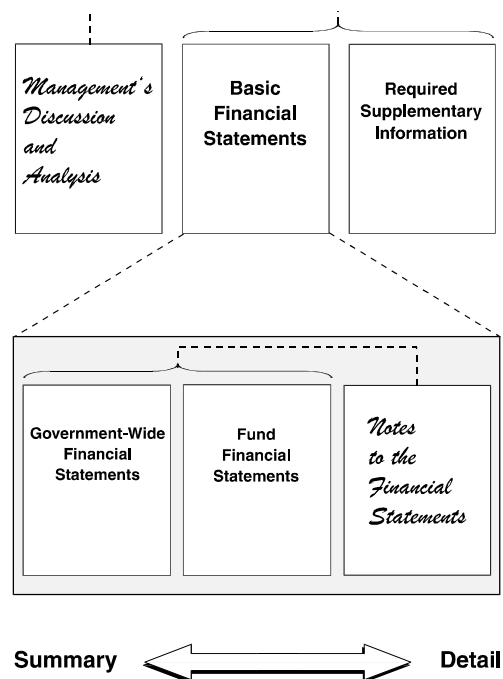 Management's
Discussion
and
Analysis
Basic
Financial
Statements
Required
Supplementary
Information
Government-Wide
Financial
Statements
Fund
Financial
Statements
Notes
to the
Financial
Statements
Summary
Detail